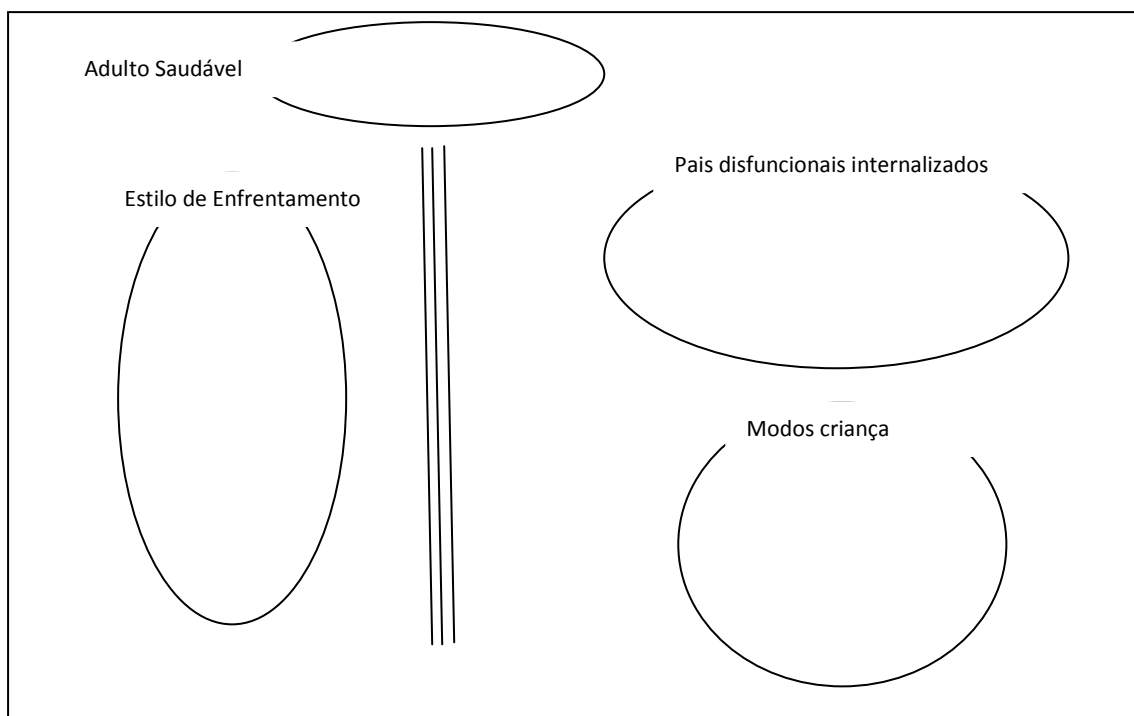 Adulto Saudável
Pais disfuncionais internalizados
Estilo de Enfrentamento
Modos criança